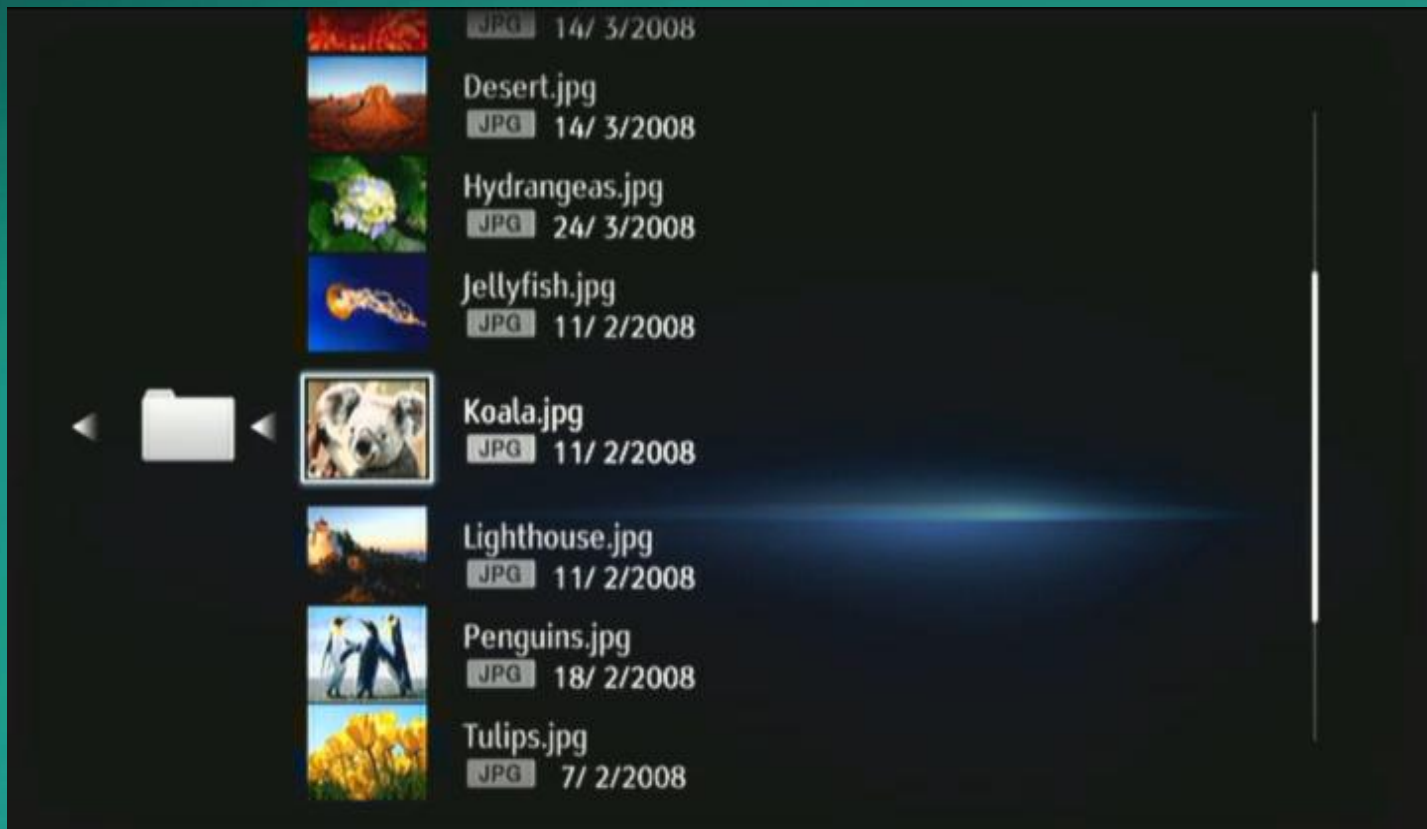 JPG 14/ 3/2008
Desert.jpg
JPG 14/ 3/2008
Hydrangeas.jpg
JPG 24/ 3/2008
Jellyfish.jpg
JPG 11/ 2/2008
Koala.jpg
JPG 11/ 2/2008
Lighthouse.jpg
JPG 11/ 2/2008
Penguins.jpg
JPG 18/ 2/2008
Tulips.jpg
JPG 7/ 2/2008